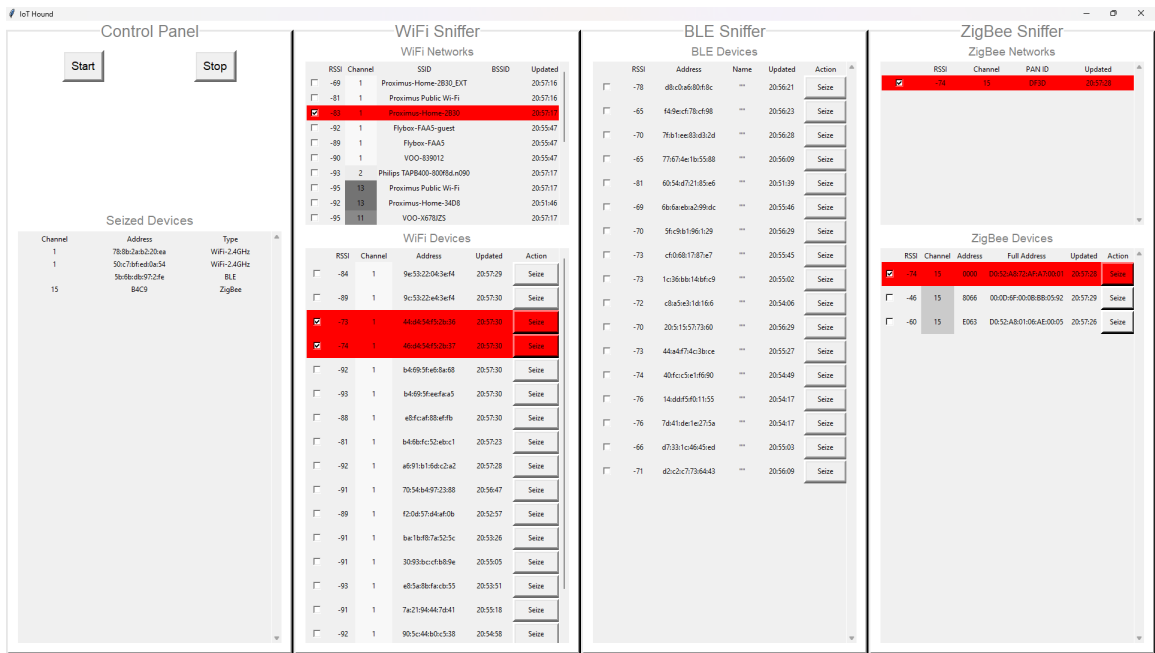 IoT Hound
Control Panel
Start Stop
Seized Devices
Channel Address Type
1 78:8b:2a:b2:20:ea WiFi-2.4GHz
1 50:c7:bf:ed:0a:54 WiFi-2.4GHz
5b:6b:db:97:2:fe BLE
15 B4C9 ZigBee
WiFi Sniffer
WiFi Networks
RSSI Channel SSID BSSID Updated
-69 1 Proximus-Home-2B30_EXT 20:57:16
-81 1 Proximus Public Wi-Fi 20:57:16
-83 1 Proximus-Home-2B30 20:57:17
-92 1 Flybox-FAA5-guest 20:55:47
-89 1 Flybox-FAA5 20:55:47
-90 1 VOO-839012 20:55:47
-93 2 Philips TAPB400-800f8d.n090 20:57:17
-95 13 Proximus Public Wi-Fi 20:57:17
-92 13 Proximus-Home-34D8 20:51:46
-95 11 VOO-X678JZS 20:57:17
WiFi Devices
RSSI Channel Address Updated Action
-84 1 9e:53:22:04:3e:f4 20:57:29 Seize
-89 1 9c:53:22:e4:3e:f4 20:57:30 Seize
-73 1 44:d4:54:f5:2b:36 20:57:30 Seize
-74 1 46:d4:54:f5:2b:37 20:57:30 Seize
-92 1 b4:69:5f:e6:8a:68 20:57:30 Seize
-93 1 b4:69:5f:ee:fa:a5 20:57:30 Seize
-88 1 e8:fc:af:88:ef:fb 20:57:30 Seize
-81 1 b4:6b:fc:52:eb:c1 20:57:23 Seize
-92 1 a6:91:b1:6d:c2:a2 20:57:28 Seize
-91 1 70:54:b4:97:23:88 20:56:47 Seize
-89 1 f2:0d:57:d4:af:0b 20:52:57 Seize
-91 1 ba:1b:f8:7a:52:5c 20:53:26 Seize
-91 1 30:93:bc:cf:b8:9e 20:55:05 Seize
-93 1 e8:5a:8b:fa:cb:55 20:53:51 Seize
-91 1 7a:21:94:44:7d:41 20:55:18 Seize
-92 1 90:5c:44:b0:c5:38 20:54:58 Seize
BLE Sniffer
BLE Devices
RSSI Address Name Updated Action
-78 d8:c0:a6:80:f:8c "" 20:56:21 Seize
-65 f4:9e:cf:78:cf:98 "" 20:56:23 Seize
-70 7f:b1:ee:83:d3:2d "" 20:56:28 Seize
-65 77:67:4e:1b:55:88 "" 20:56:09 Seize
-81 60:54:d7:21:85:e6 "" 20:51:39 Seize
-69 6b:6a:eb:a2:99:dc "" 20:55:46 Seize
-70 5f:c9:b1:96:1:29 "" 20:56:29 Seize
-73 cf:0:68:17:87:e7 "" 20:55:45 Seize
-73 1c:36:bb:14:bf:c9 "" 20:55:02 Seize
-72 c8:a5:e3:1d:16:6 "" 20:54:06 Seize
-70 20:5:15:57:73:60 "" 20:56:29 Seize
-73 44:a4:f7:4c:3b:ce "" 20:55:27 Seize
-74 40:fc:c5:e1:f6:90 "" 20:54:49 Seize
-76 14:dd:f5:f0:11:55 "" 20:54:17 Seize
-76 7d:41:de:1e:27:5a "" 20:54:17 Seize
-66 d7:33:1c:46:45:ed "" 20:55:03 Seize
-71 d2:c2:c7:73:64:43 "" 20:56:09 Seize
ZigBee Sniffer
ZigBee Networks
RSSI Channel PAN ID Updated
-74 15 DF3D 20:57:28
ZigBee Devices
RSSI Channel Address Full Address Updated Action
-74 15 0000 D0:52:A8:72:AF:A7:00:01 20:57:28 Seize
-46 15 8066 00:0D:6F:00:0B:BB:05:92 20:57:29 Seize
-60 15 E063 D0:52:A8:01:06:AE:00:05 20:57:26 Seize